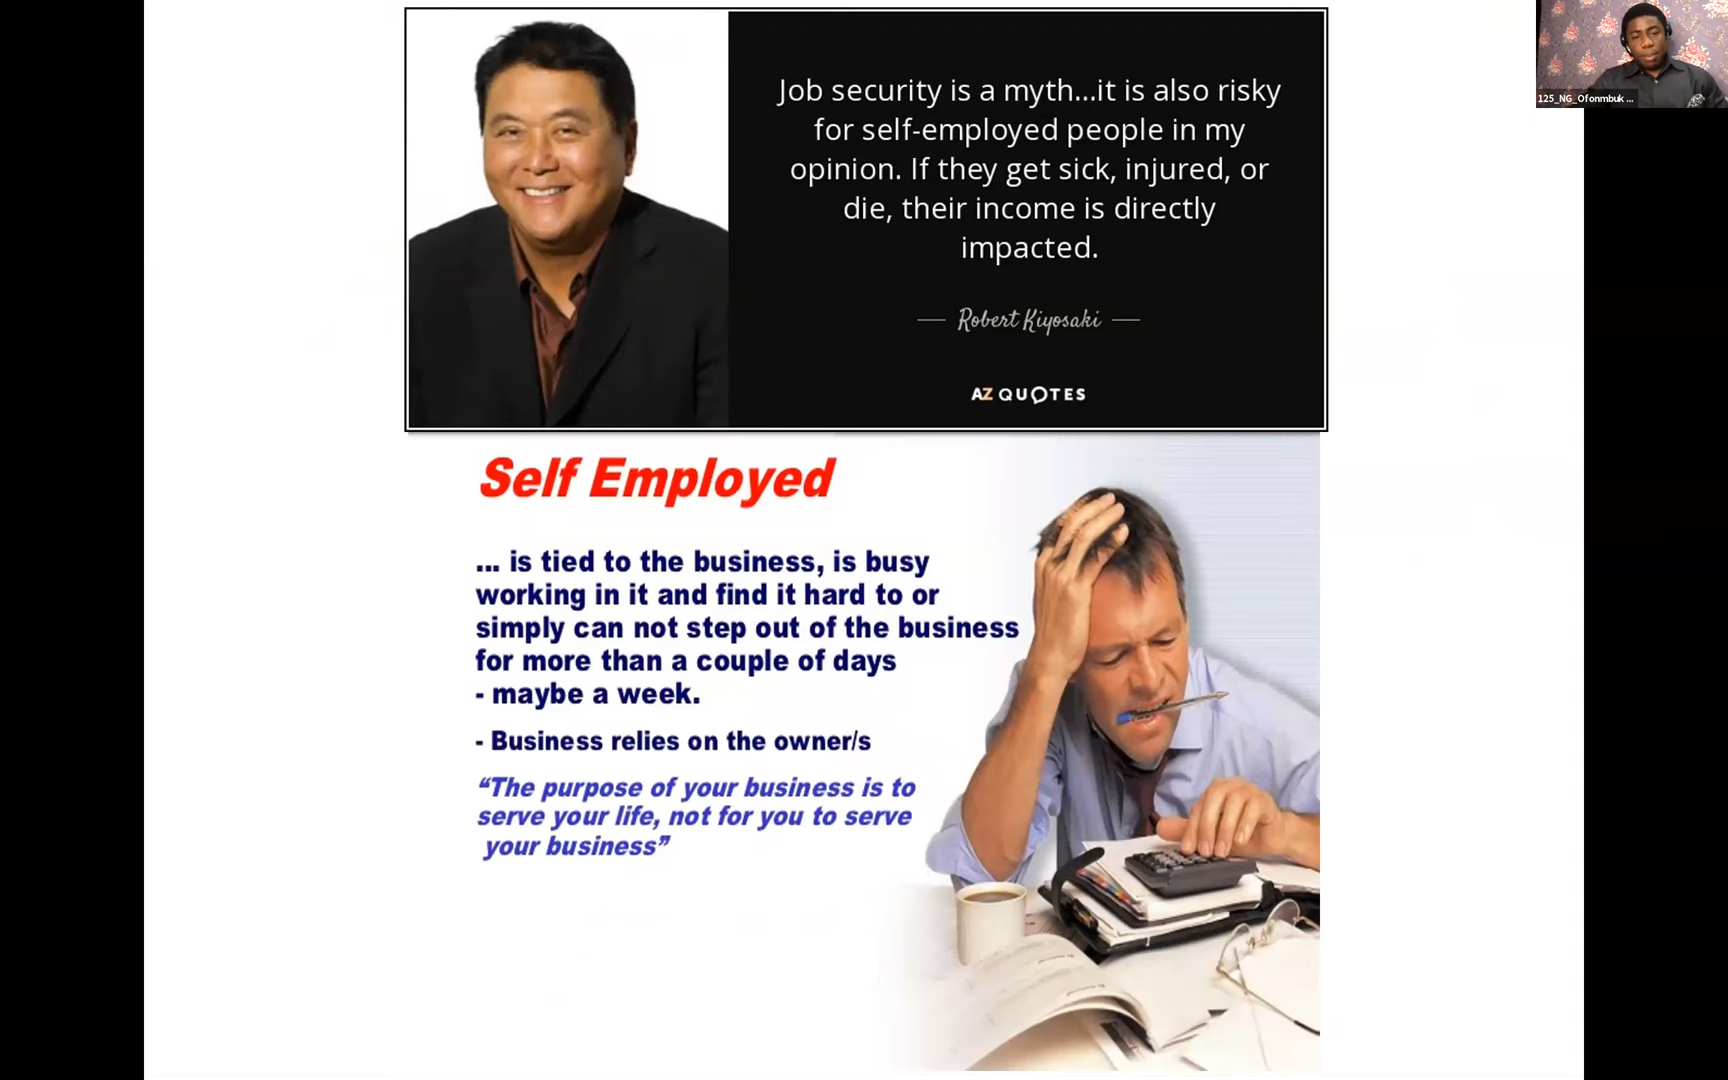 Job security is a myth...it is also risky
for self-employed people in my
opinion. If they get sick, injured, or
die, their income is directly
impacted.
Robert Kiyosaki
AZ QUOTES
125_NG_Ofonmbuk ...
Self Employed
... is tied to the business, is busy
working in it and find it hard to or
simply can not step out of the business
for more than a couple of days
- maybe a week.
- Business relies on the owner/s
“The purpose of your business is to
serve your life, not for you to serve
your business”